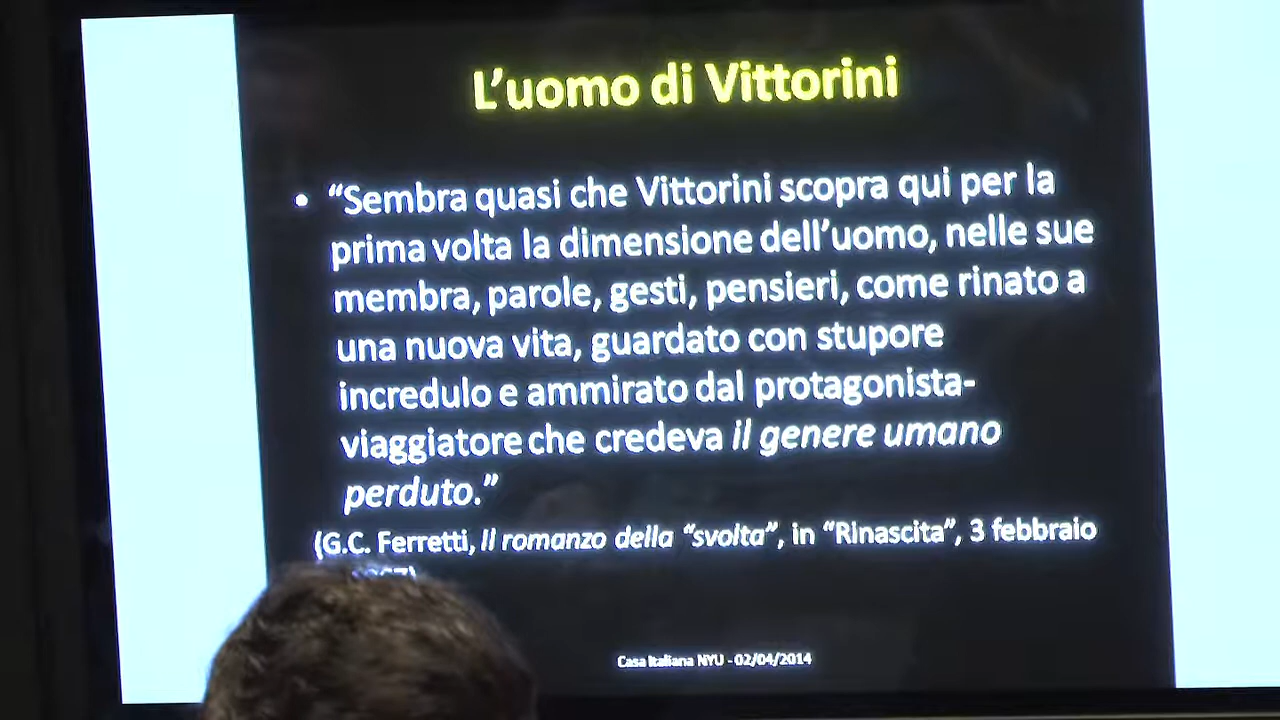 L'uomo di Vittorini
• “Sembra quasi che Vittorini scopra qui per la
prima volta la dimensione dell'uomo, nelle sue
membra, parole, gesti, pensieri, come rinato a
una nuova vita, guardato con stupore
incredulo e ammirato dal protagonista-
viaggiatore che credeva il genere umano
perduto.”
(G.C. Ferretti, Il romanzo della “svolta”, in “Rinascita”, 3 febbraio
Casa Italiana NYU - 02/04/2014